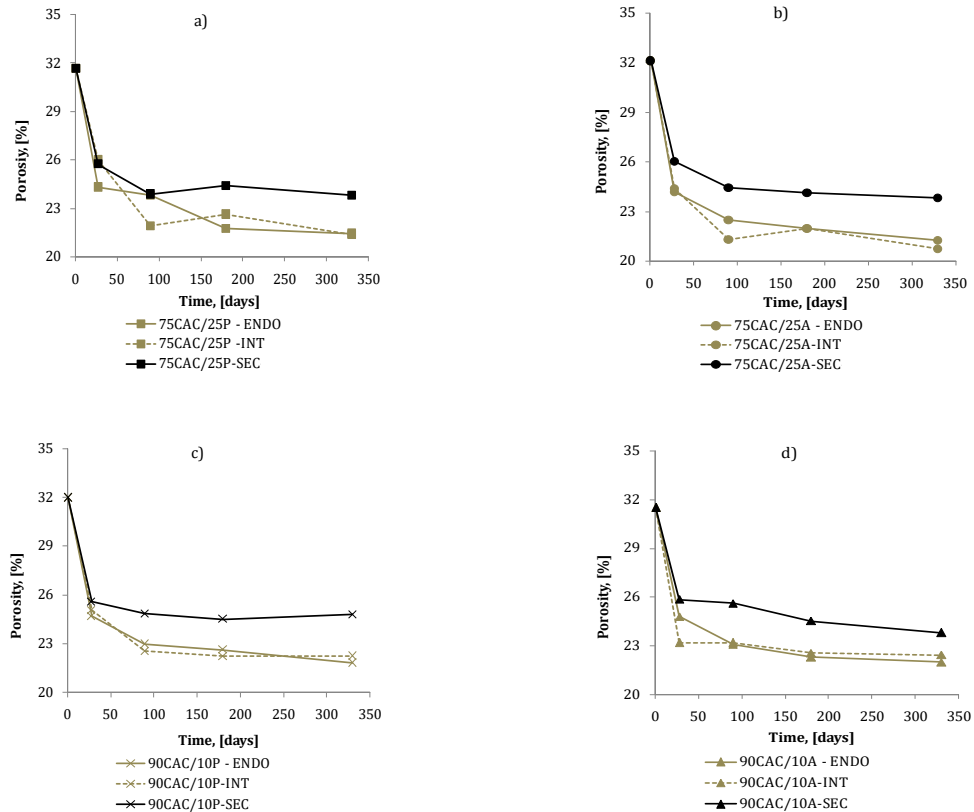 a)
35
32
29
26
23
20
Porosiy, [%]
0 50 100 150 200 250 300 350
Time, [days]
75CAC/25P - ENDO
75CAC/25P -INT
75CAC/25P-SEC
b)
35
32
29
26
23
20
Porosity, [%]
0 50 100 150 200 250 300 350
Time, [days]
75CAC/25A - ENDO
75CAC/25A-INT
75CAC/25A-SEC
c)
35
32
29
26
23
20
Porosity, [%]
0 50 100 150 200 250 300 350
Time, [days]
90CAC/10P - ENDO
90CAC/10P-INT
90CAC/10P-SEC
d)
35
32
29
26
23
20
Porosity, [%]
0 50 100 150 200 250 300 350
Time, [days]
90CAC/10A - ENDO
90CAC/10A-INT
90CAC/10A-SEC